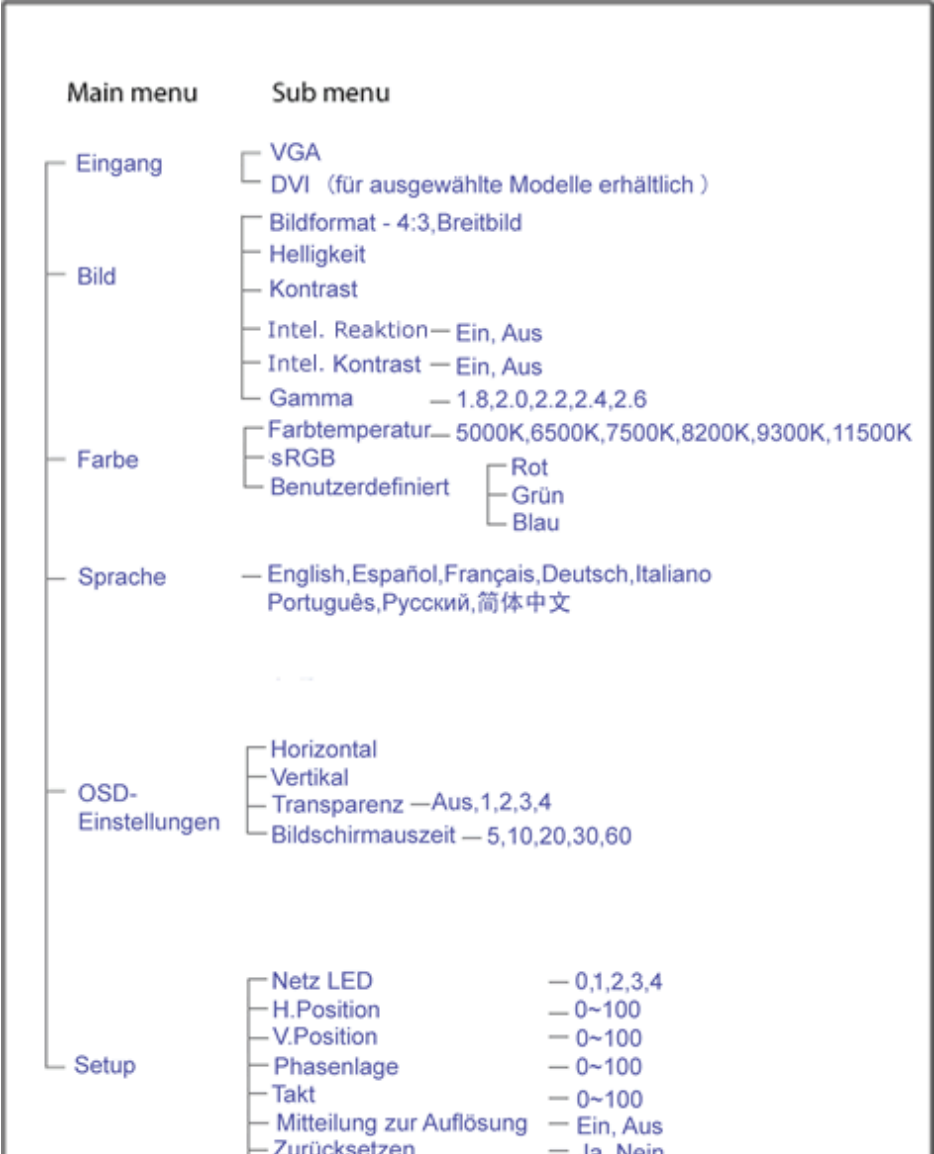 Main menu Sub menu
Eingang
VGA
DVI （für ausgewählte Modelle erhältlich ）
Bild
Bildformat - 4:3,Breitbild
Helligkeit
Kontrast
Intel. Reaktion — Ein, Aus
Intel. Kontrast — Ein, Aus
Gamma — 1.8,2.0,2.2,2.4,2.6
Farbe
Farbtemperatur — 5000K,6500K,7500K,8200K,9300K,11500K
sRGB
Benutzerdefiniert
Rot
Grün
Blau
Sprache
English,Español,Français,Deutsch,Italiano
Português,Русский,简体中文
OSD-
Einstellungen
Horizontal
Vertikal
Transparenz — Aus,1,2,3,4
Bildschirmauszeit — 5,10,20,30,60
Setup
Netz LED — 0,1,2,3,4
H.Position — 0~100
V.Position — 0~100
Phasenlage — 0~100
Takt — 0~100
Mitteilung zur Auflösung — Ein, Aus
Zurücksetzen — Ja, Nein